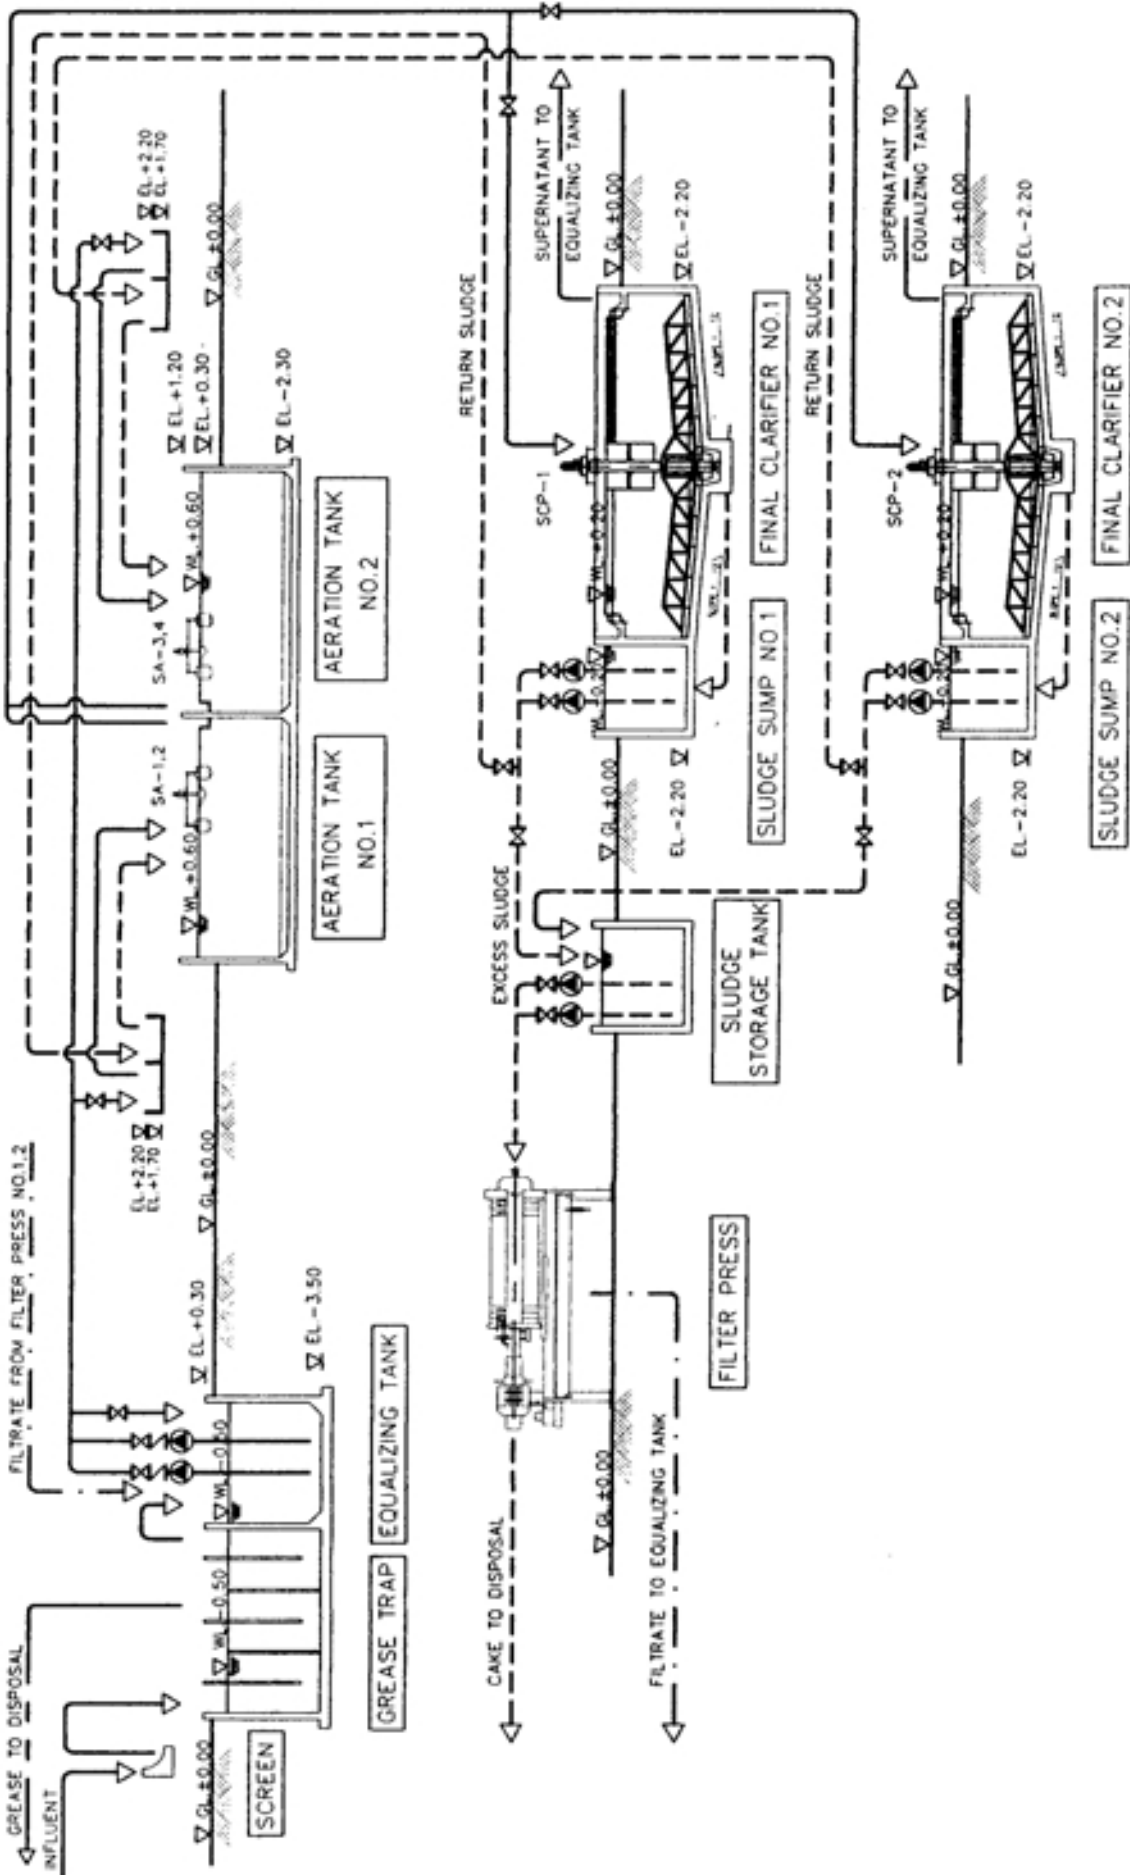 GREASE TO DISPOSAL
INFLUENT
GL.±0.00
SCREEN
WL.-0.50
GREASE TRAP
FILTRATE FROM FILTER PRESS NO.1,2
EQUALIZING TANK
EL.+0.30
EL.-3.50
GL.±0.00
EL.+2.20
EL.+1.70
WL.+0.60
SA-1,2
AERATION TANK
NO.1
SA-3,4
WL.+0.60
AERATION TANK
NO.2
EL.+1.20
EL.+0.30
EL.-2.30
GL.±0.00
EL.+2.20
EL.+1.70
CAKE TO DISPOSAL
FILTRATE TO EQUALIZING TANK
GL.±0.00
FILTER PRESS
EXCESS SLUDGE
SLUDGE
STORAGE TANK
GL.±0.00
EL.-2.20
SLUDGE SUMP NO.1
RETURN SLUDGE
SCP-1
WL.+0.20
FINAL CLARIFIER NO.1
SUPERNATANT TO
EQUALIZING TANK
GL.±0.00
EL.-2.20
GL.±0.00
EL.-2.20
SLUDGE SUMP NO.2
RETURN SLUDGE
SCP-2
WL.+0.20
FINAL CLARIFIER NO.2
SUPERNATANT TO
EQUALIZING TANK
GL.±0.00
EL.-2.20